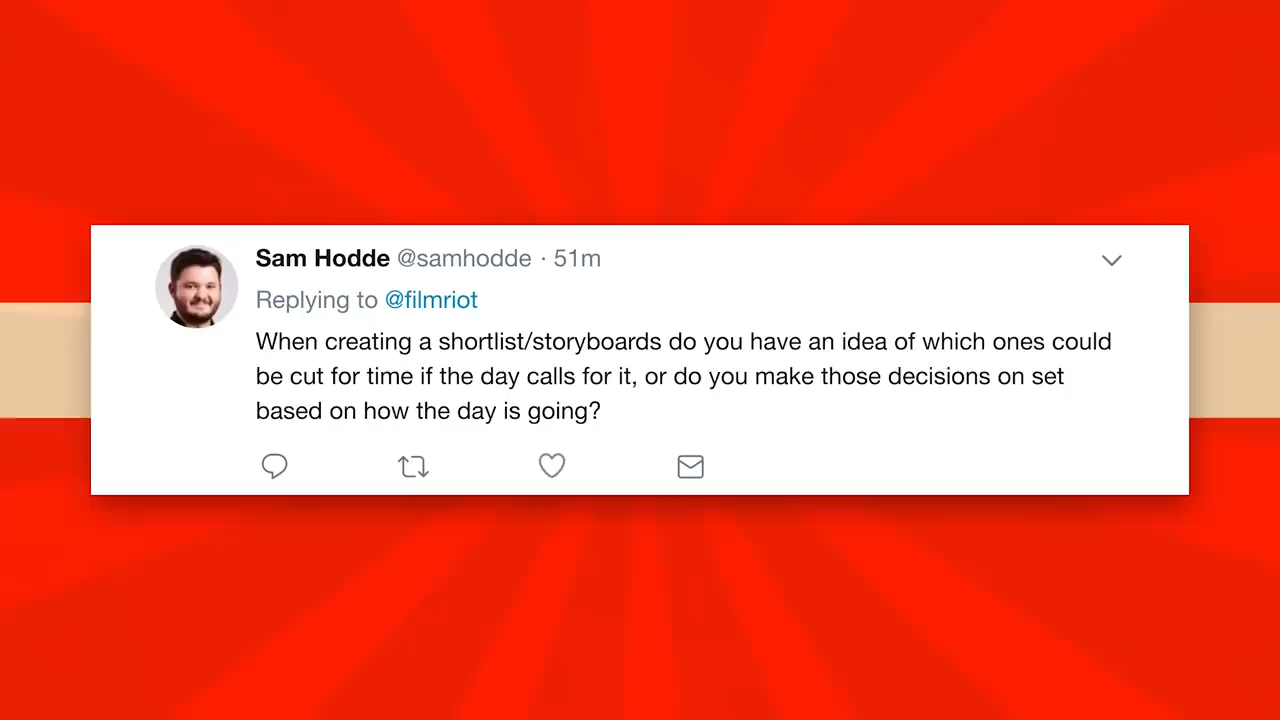 Sam Hodde @samhodde · 51m
Replying to @filmriot
When creating a shortlist/storyboards do you have an idea of which ones could
be cut for time if the day calls for it, or do you make those decisions on set
based on how the day is going?